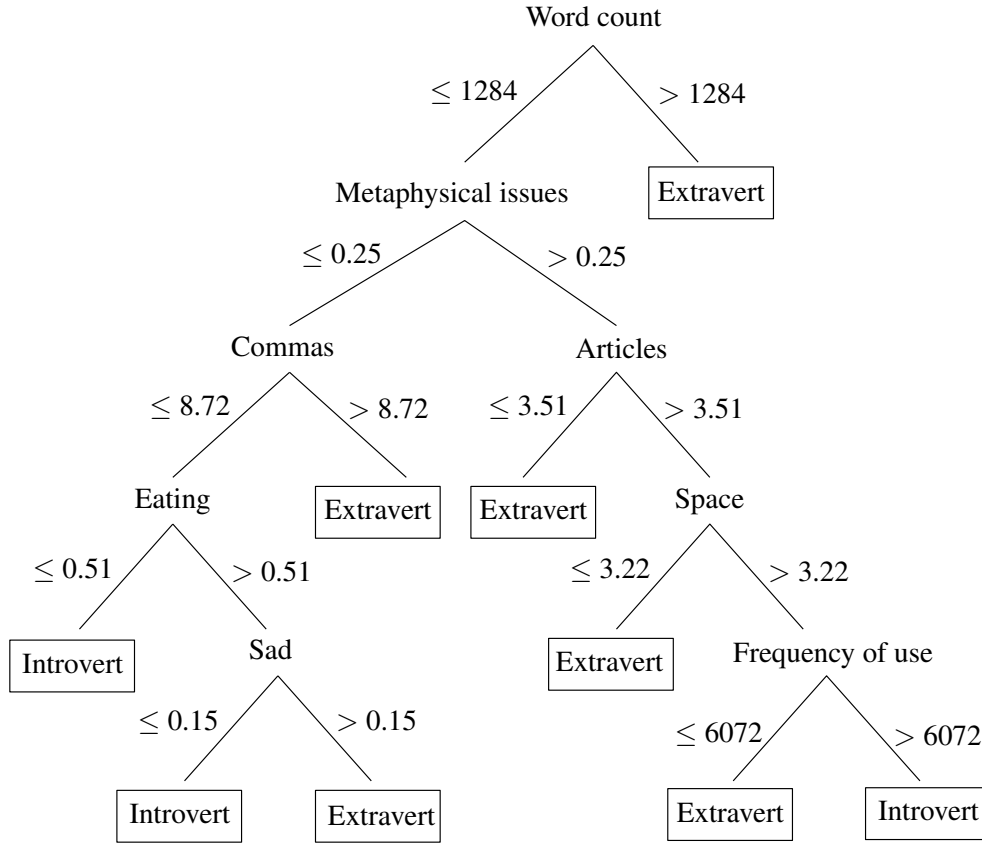 Word count
≤ 1284 > 1284
Metaphysical issues Extravert
≤ 0.25 > 0.25
Commas Articles
≤ 8.72 > 8.72 ≤ 3.51 > 3.51
Eating Extravert Extravert Space
≤ 0.51 > 0.51 ≤ 3.22 > 3.22
Introvert Sad Extravert Frequency of use
≤ 0.15 > 0.15 ≤ 6072 > 6072
Introvert Extravert Extravert Introvert